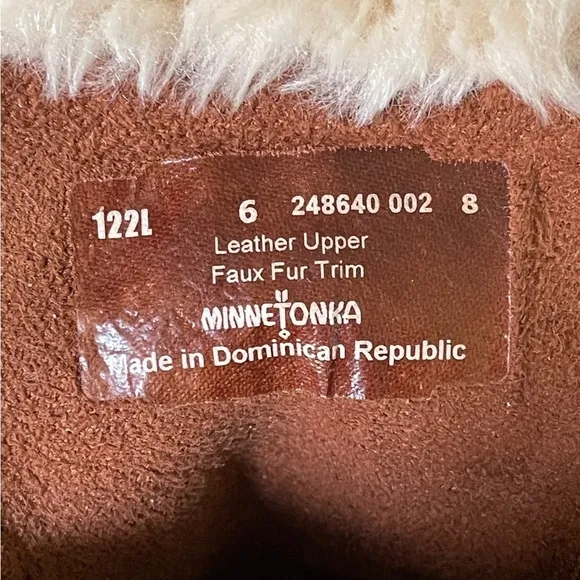 122L 6 248640 002 8
Leather Upper
Faux Fur Trim
MINNETONKA
Made in Dominican Republic